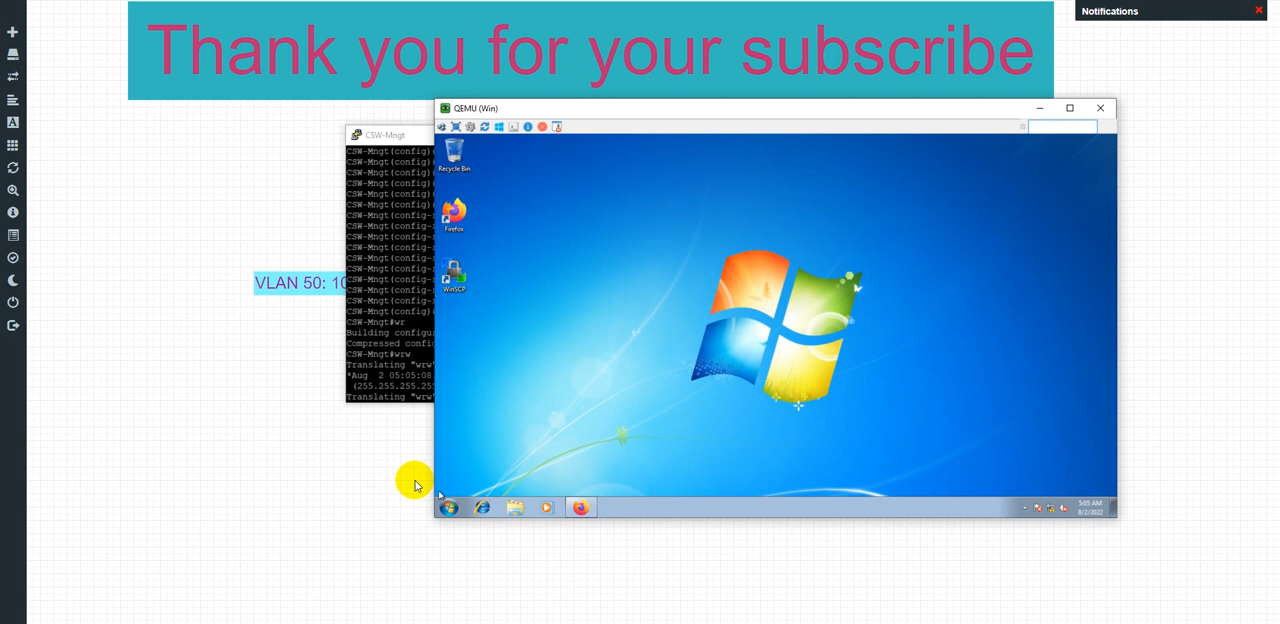 Thank you for your subscribe
Notifications
QEMU (Win)
CSW-Mngt
CSW-Mngt(config)
CSW-Mngt(config)
CSW-Mngt(config)
CSW-Mngt(config)
CSW-Mngt(config)
CSW-Mngt(config)
CSW-Mngt(config)
CSW-Mngt(config-
CSW-Mngt(config-
CSW-Mngt(config-
CSW-Mngt(config-
CSW-Mngt(config-
CSW-Mngt(config-
CSW-Mngt(config-
CSW-Mngt(config-
CSW-Mngt(config)
CSW-Mngt#wr
Building configu
Compressed confi
CSW-Mngt#wrw
Translating "wrw"
*Aug 2 05:05:08
(255.255.255.255
Translating "wrw"
VLAN 50: 10
Recycle Bin
Firefox
WinSCP
5:05 AM
8/2/2022